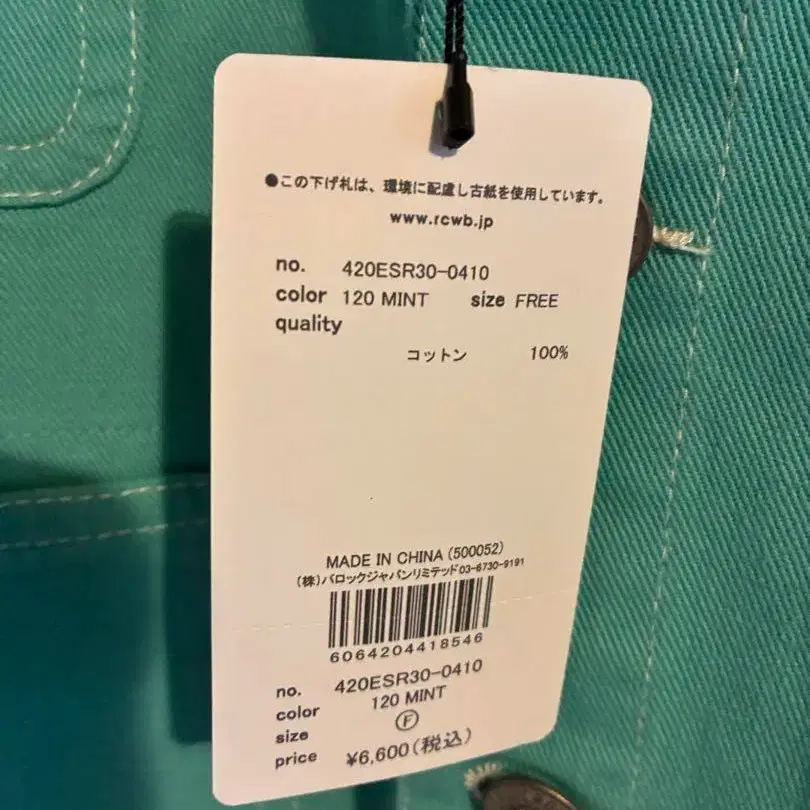 ●この下げ札は、環境に配慮し古紙を使用しています。
www.rcwb.jp
no. 420ESR30-0410
color 120 MINT size FREE
quality
コットン 100%
MADE IN CHINA (500052)
(株)バロックジャパンリミテッド03-6730-9191
6064204418546
no. 420ESR30-0410
color 120 MINT
size Ⓕ
price ¥6,600(税込)